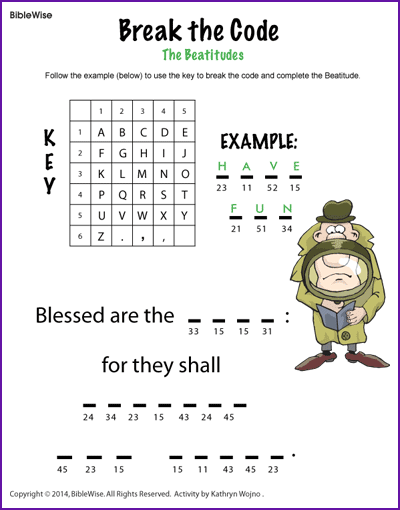 BibleWise
Break the Code
The Beatitudes
Follow the example (below) to use the key to break the code and complete the Beatitude.
KEY
1 2 3 4 5
1 A B C D E
2 F G H I J
3 K L M N O
4 P Q R S T
5 U V W X Y
6 Z . , ,
EXAMPLE:
H A V E
23 11 52 15
F U N
21 51 34
Blessed are the _ _ _ _ :
33 15 15 31
for they shall
_ _ _ _ _ _ _
24 34 23 15 43 24 45
_ _ _ _ _ _ _ _ .
45 23 15 15 11 43 45 23
Copyright © 2014, BibleWise. All Rights Reserved. Activity by Kathryn Wojno .